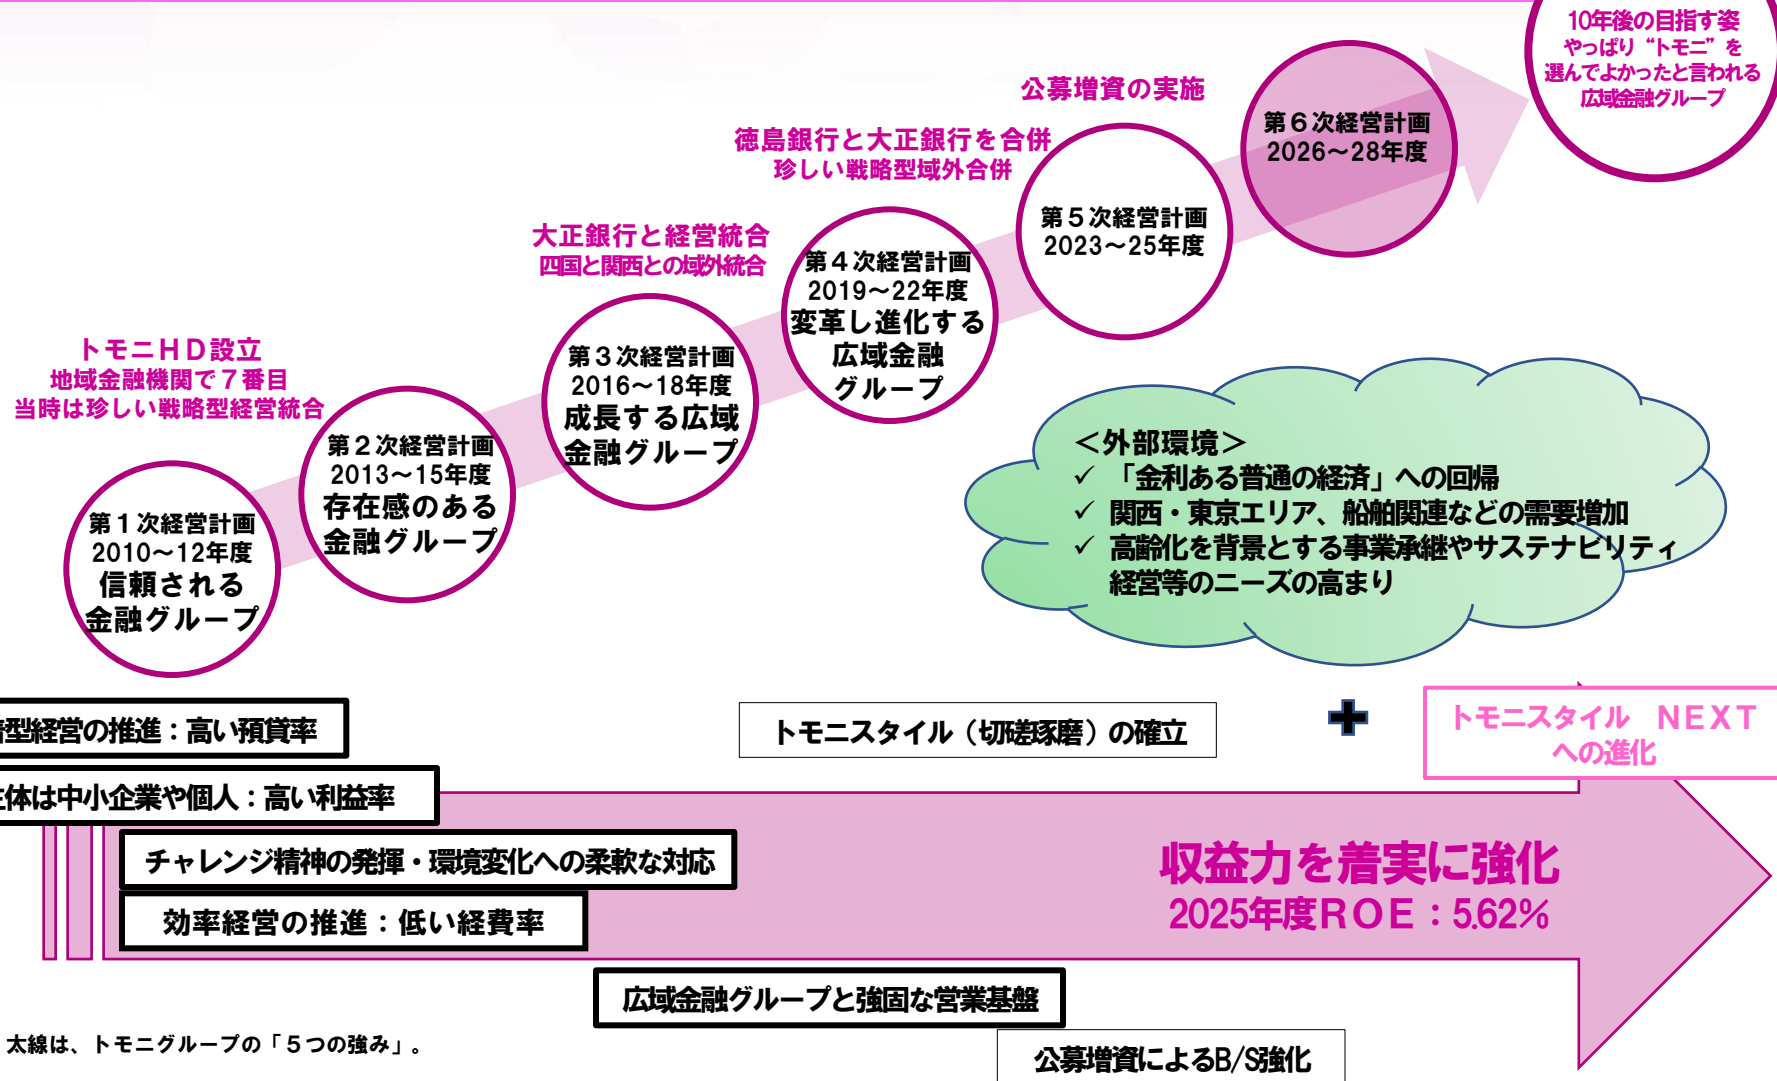 10年後の目指す姿
やっぱり“トモニ”を
選んでよかったと言われる
広域金融グループ
公募増資の実施
第６次経営計画
2026～28年度
徳島銀行と大正銀行を合併
珍しい戦略型域外合併
第５次経営計画
2023～25年度
大正銀行と経営統合
四国と関西との域外統合
第４次経営計画
2019～22年度
変革し進化する
広域金融
グループ
トモニＨＤ設立
地域金融機関で７番目
当時は珍しい戦略型経営統合
第３次経営計画
2016～18年度
成長する広域
金融グループ
第２次経営計画
2013～15年度
存在感のある
金融グループ
第１次経営計画
2010～12年度
信頼される
金融グループ
＜外部環境＞
✓ 「金利ある普通の経済」への回帰
✓ 関西・東京エリア、船舶関連などの需要増加
✓ 高齢化を背景とする事業承継やサステナビリティ
経営等のニーズの高まり
着型経営の推進：高い預貸率
トモニスタイル（切磋琢磨）の確立
トモニスタイル　ＮＥＸＴ
への進化
主体は中小企業や個人：高い利益率
チャレンジ精神の発揮・環境変化への柔軟な対応
効率経営の推進：低い経費率
収益力を着実に強化
2025年度ＲＯＥ：5.62%
広域金融グループと強固な営業基盤
太線は、トモニグループの「５つの強み」。
公募増資によるB/S強化